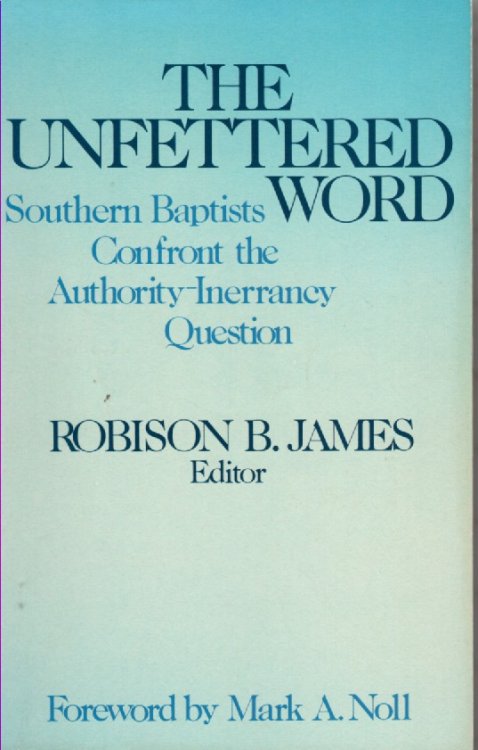 THE
UNFETTERED
WORD
Southern Baptists
Confront the
Authority-Inerrancy
Question
ROBISON B. JAMES
Editor
Foreword by Mark A. Noll